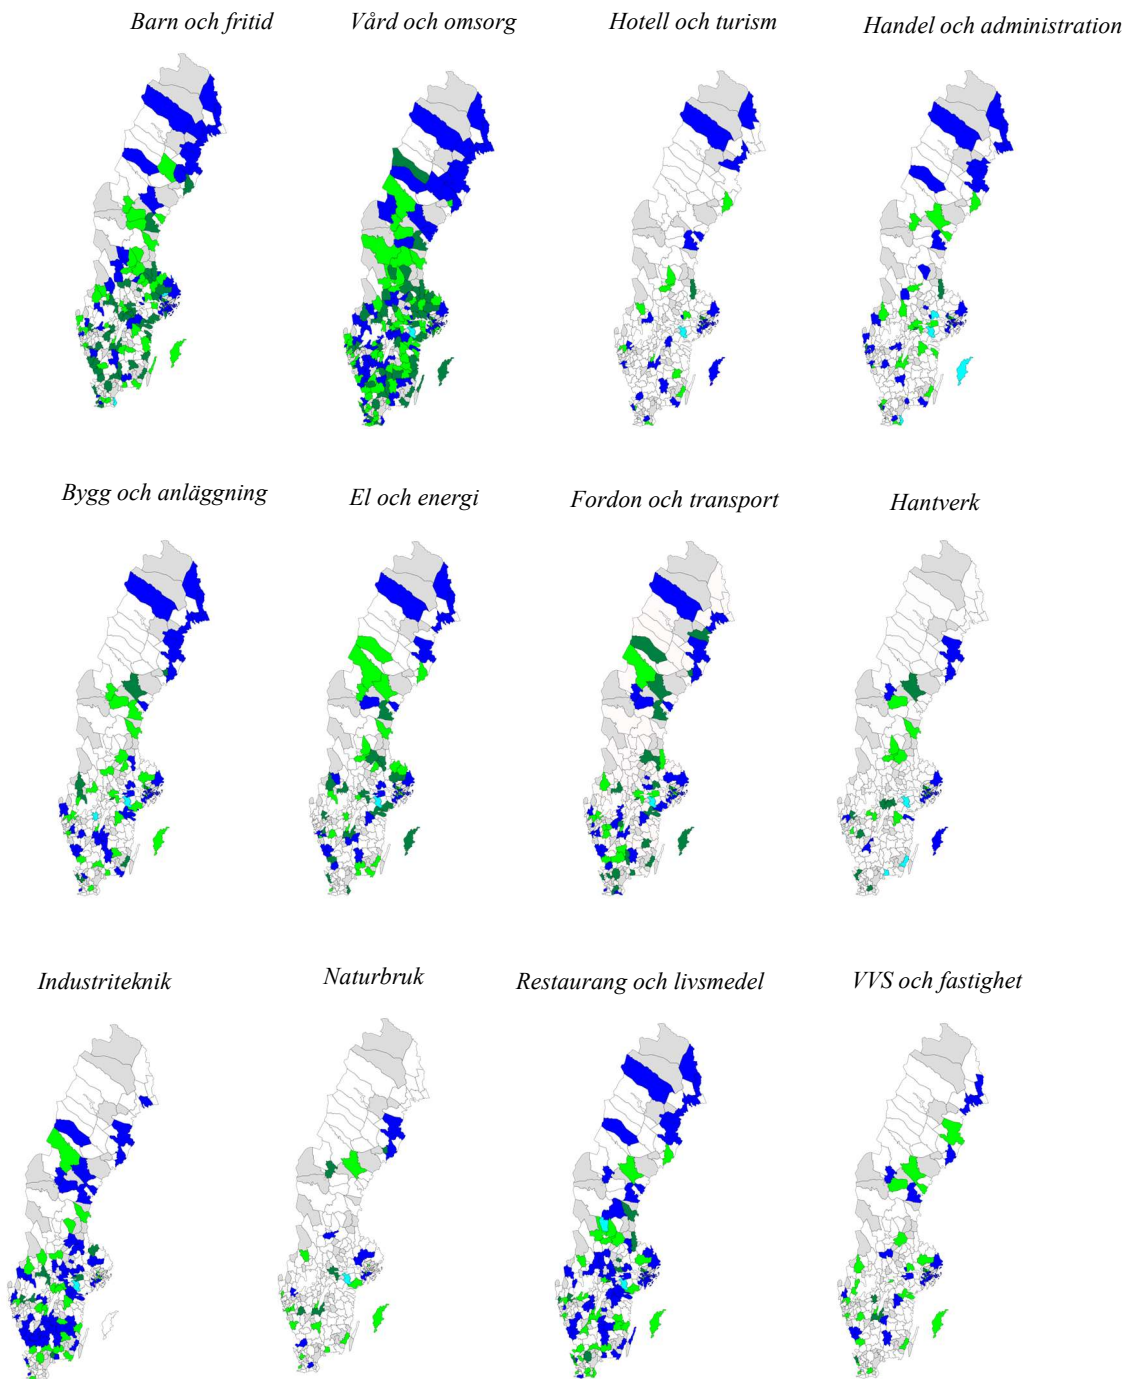 Barn och fritid
Vård och omsorg
Hotell och turism
Handel och administration
Bygg och anläggning
El och energi
Fordon och transport
Hantverk
Industriteknik
Naturbruk
Restaurang och livsmedel
VVS och fastighet